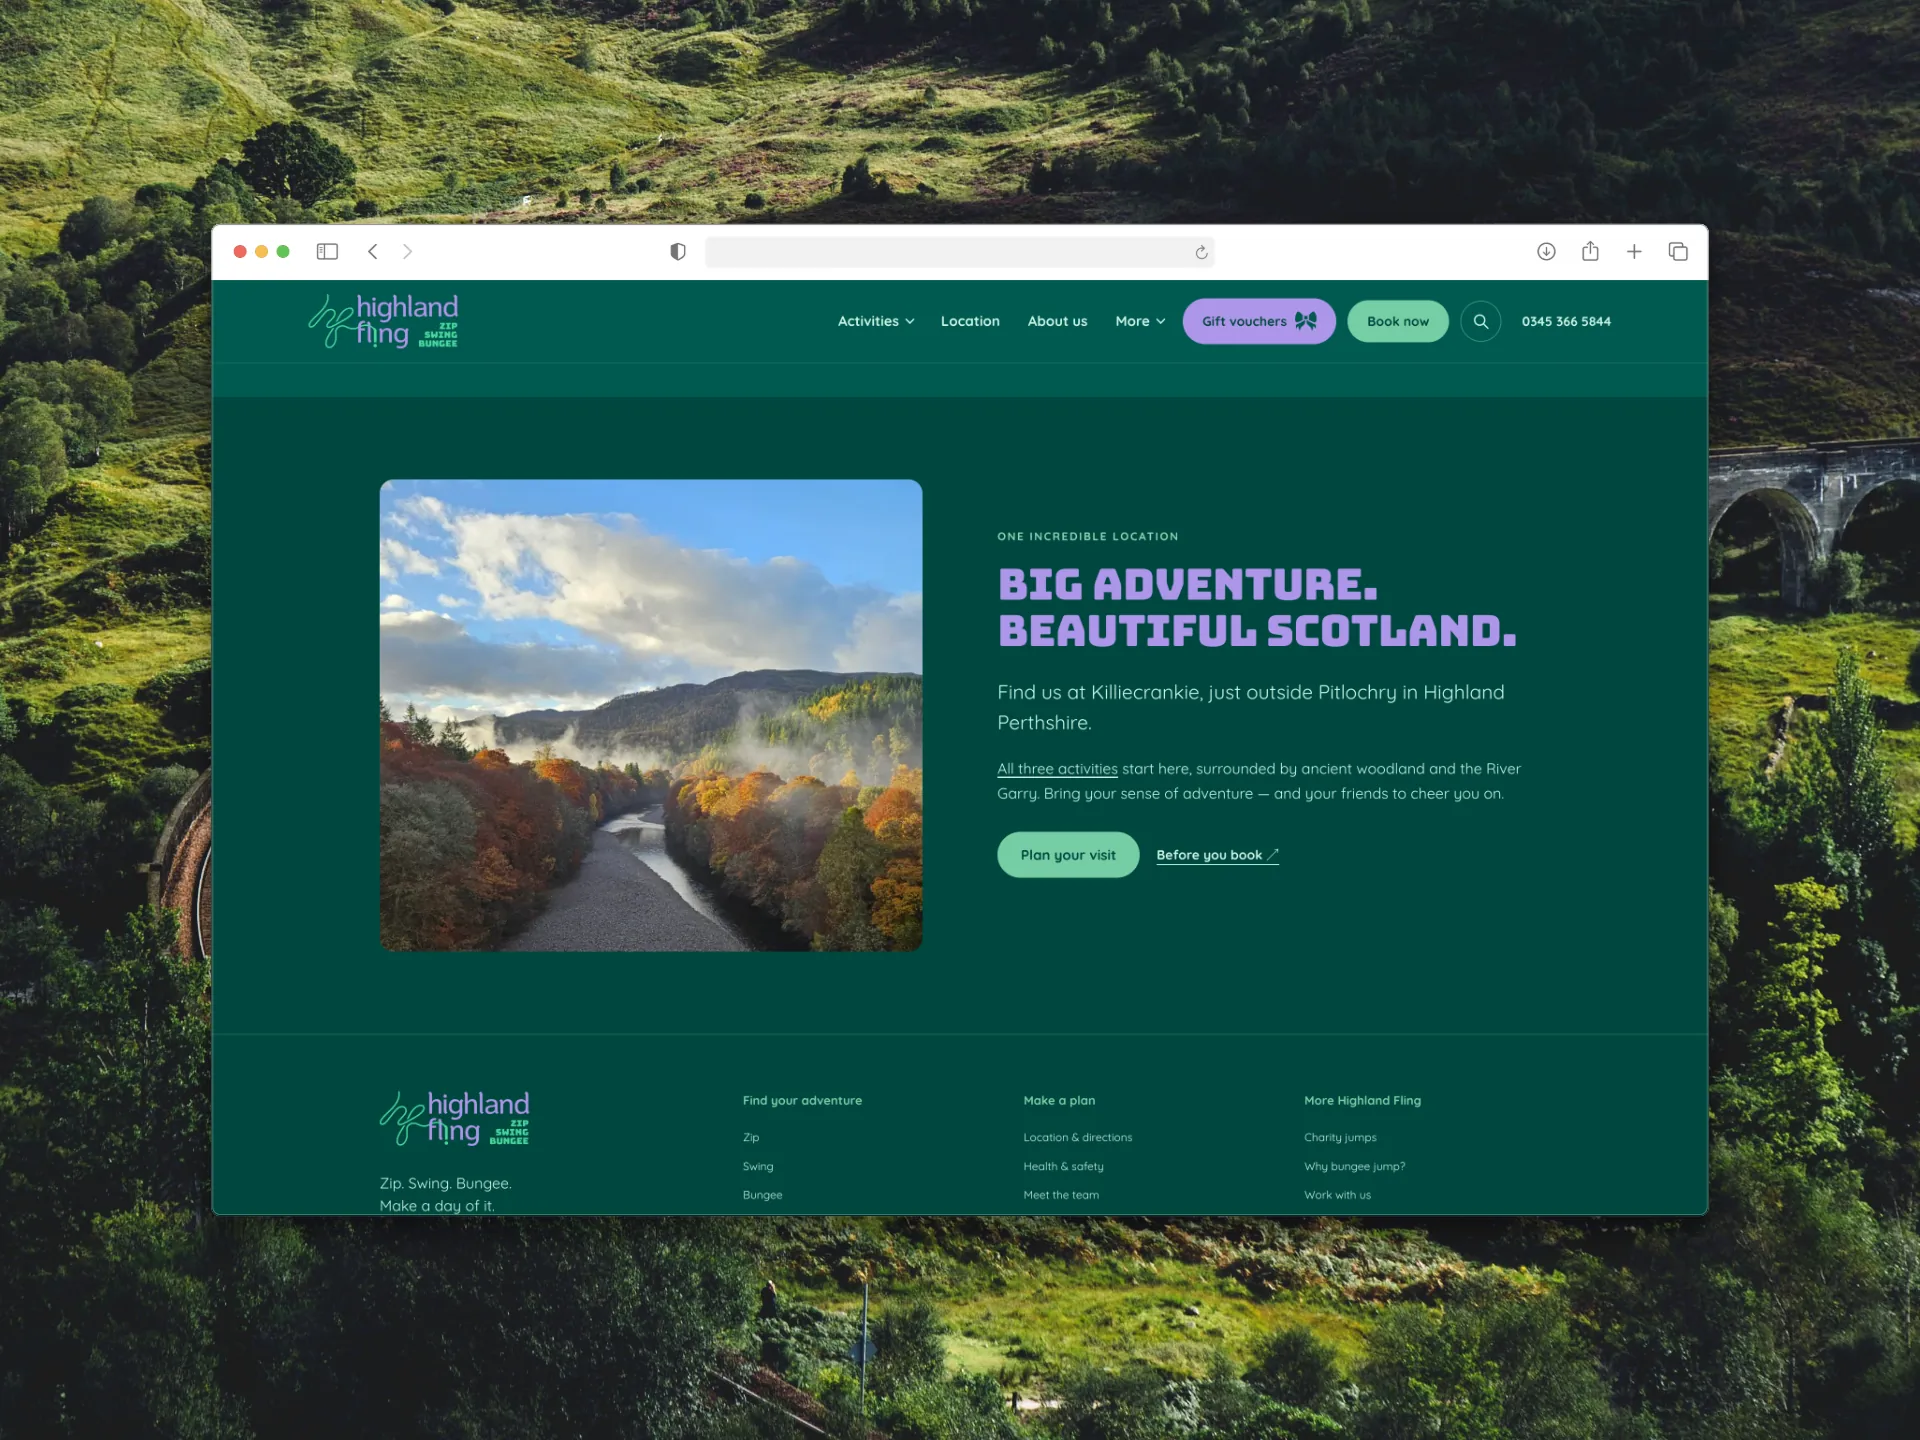 highland
fling
ZIP
SWING
BUNGEE
Activities
Location
About us
More
Gift vouchers
Book now
0345 366 5844
ONE INCREDIBLE LOCATION
BIG ADVENTURE.
BEAUTIFUL SCOTLAND.
Find us at Killiecrankie, just outside Pitlochry in Highland
Perthshire.
All three activities start here, surrounded by ancient woodland and the River
Garry. Bring your sense of adventure — and your friends to cheer you on.
Plan your visit
Before you book
highland
fling
ZIP
SWING
BUNGEE
Zip. Swing. Bungee.
Make a day of it.
Find your adventure
Zip
Swing
Bungee
Make a plan
Location & directions
Health & safety
Meet the team
More Highland Fling
Charity jumps
Why bungee jump?
Work with us